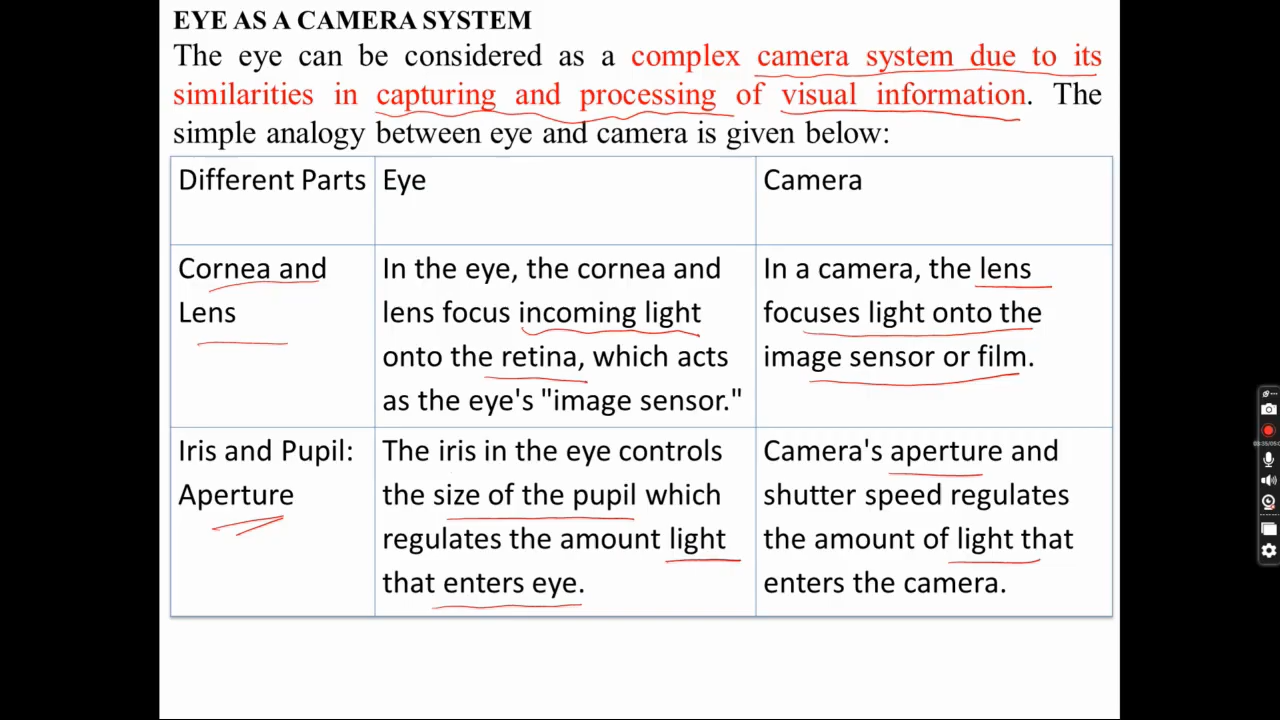 EYE AS A CAMERA SYSTEM
The eye can be considered as a complex camera system due to its
similarities in capturing and processing of visual information. The
simple analogy between eye and camera is given below:
Different Parts Eye Camera
Cornea and In the eye, the cornea and In a camera, the lens
Lens lens focus incoming light focuses light onto the
onto the retina, which acts image sensor or film.
as the eye's "image sensor."
Iris and Pupil: The iris in the eye controls Camera's aperture and
Aperture the size of the pupil which shutter speed regulates
regulates the amount light the amount of light that
that enters eye. enters the camera.